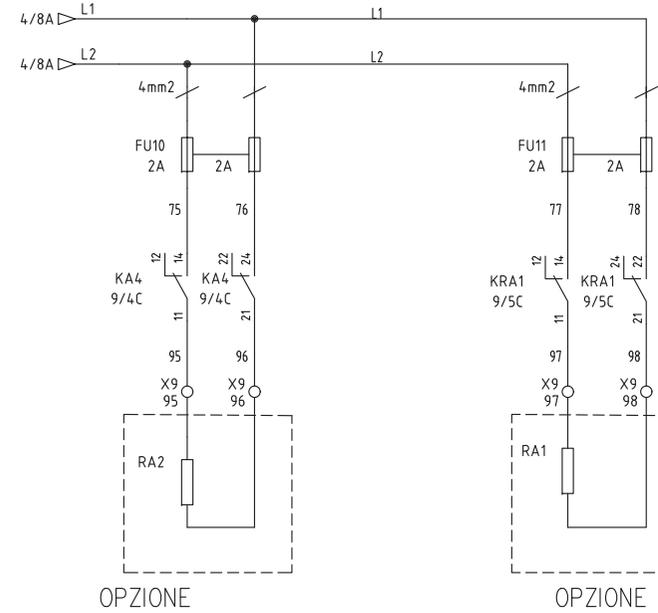 4/8A L1 L1
4/8A L2 L2
4mm2 4mm2
FU10 FU11
2A 2A 2A 2A
75 76 77 78
12 14 22 24 12 14 24 22
KA4 KA4 KRA1 KRA1
9/4C 9/4C 9/5C 9/5C
11 21 11 21
95 96 97 98
X9 X9 X9 X9
95 96 97 98
RA2 RA1
OPZIONE OPZIONE